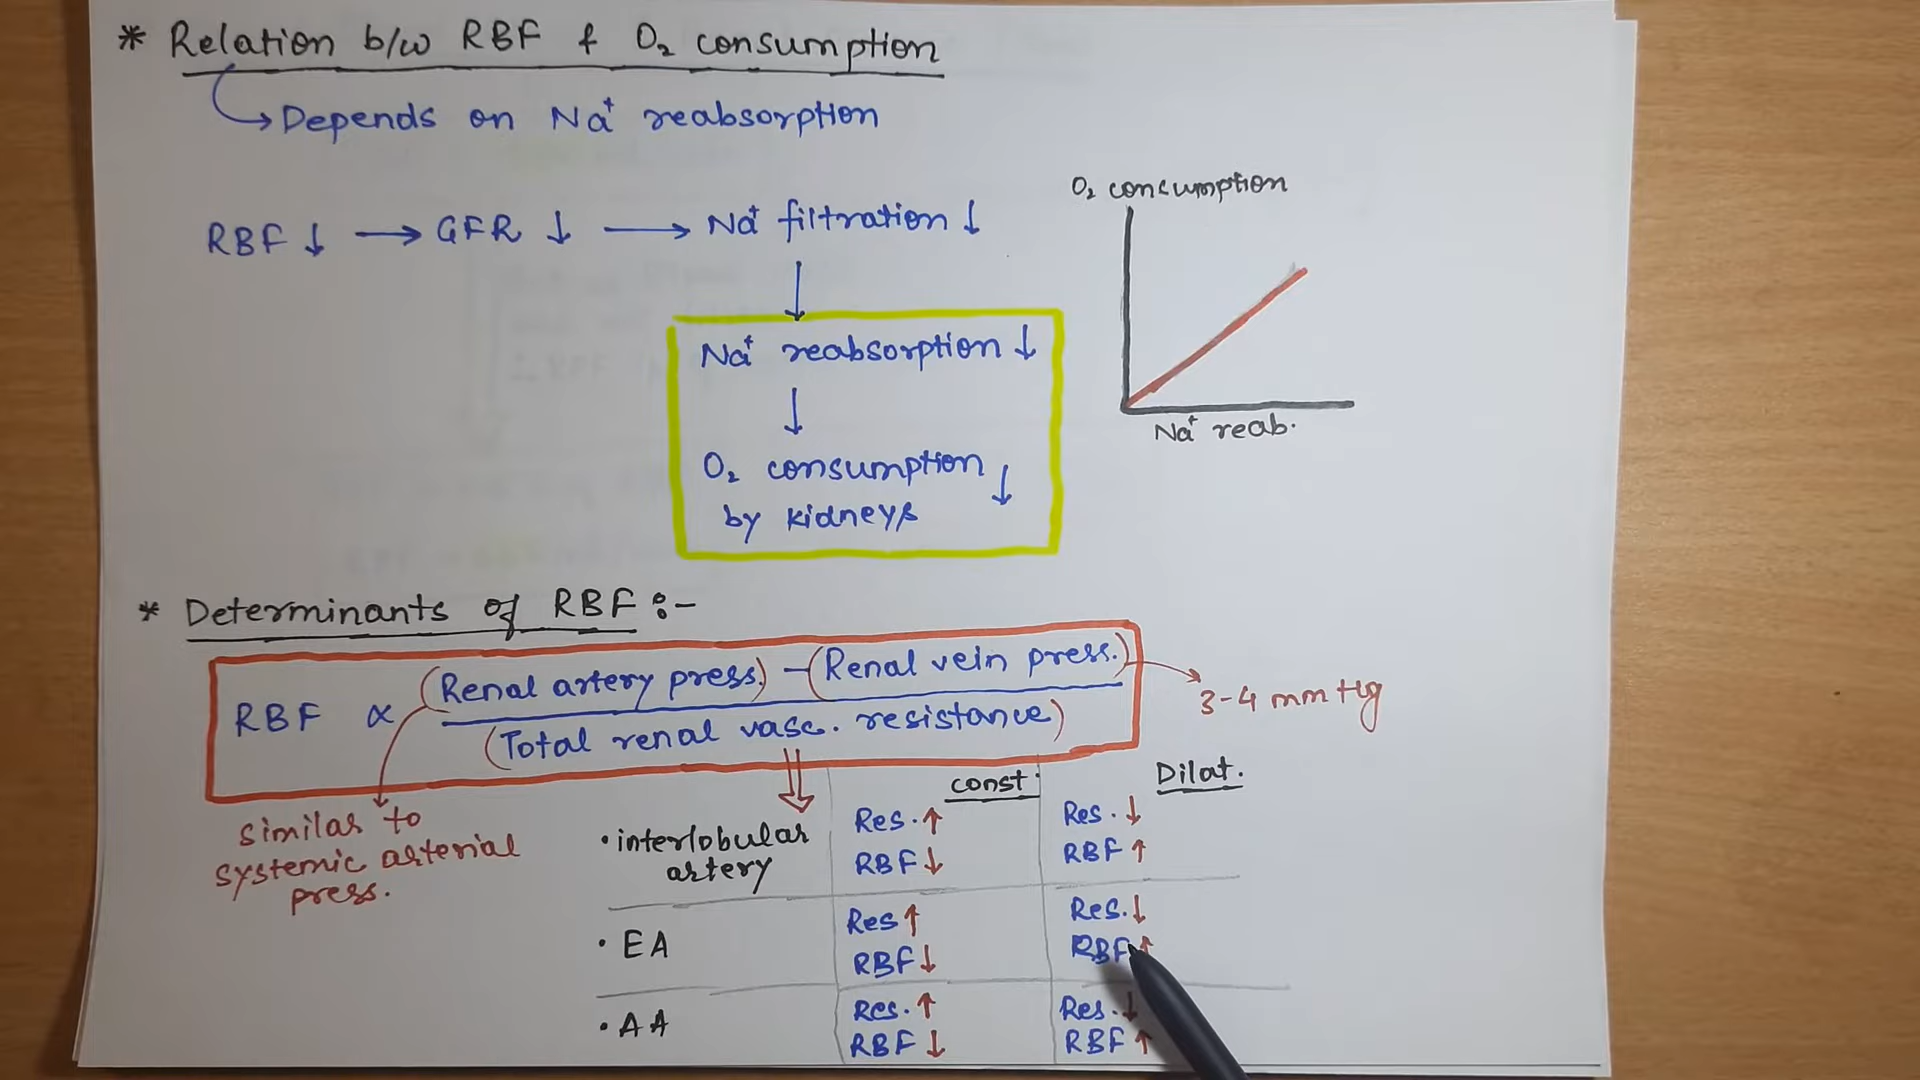 * Relation b/w RBF & O₂ consumption
↳ Depends on Na⁺ reabsorption
RBF ↓ → GFR ↓ → Na⁺ filtration ↓
↓
Na⁺ reabsorption ↓
↓
O₂ consumption ↓
by kidneys
O₂ consumption
Na⁺ reab.
* Determinants of RBF :-
RBF ∝ (Renal artery press.) - (Renal vein press.)
(Total renal vasc. resistance)
3-4 mm Hg
similar to
systemic arterial
press.
const.
Dilat.
• interlobular
artery
Res. ↑
RBF ↓
Res. ↓
RBF ↑
• EA
Res ↑
RBF ↓
Res. ↓
RBF ↑
• AA
Res. ↑
RBF ↓
Res. ↓
RBF ↑